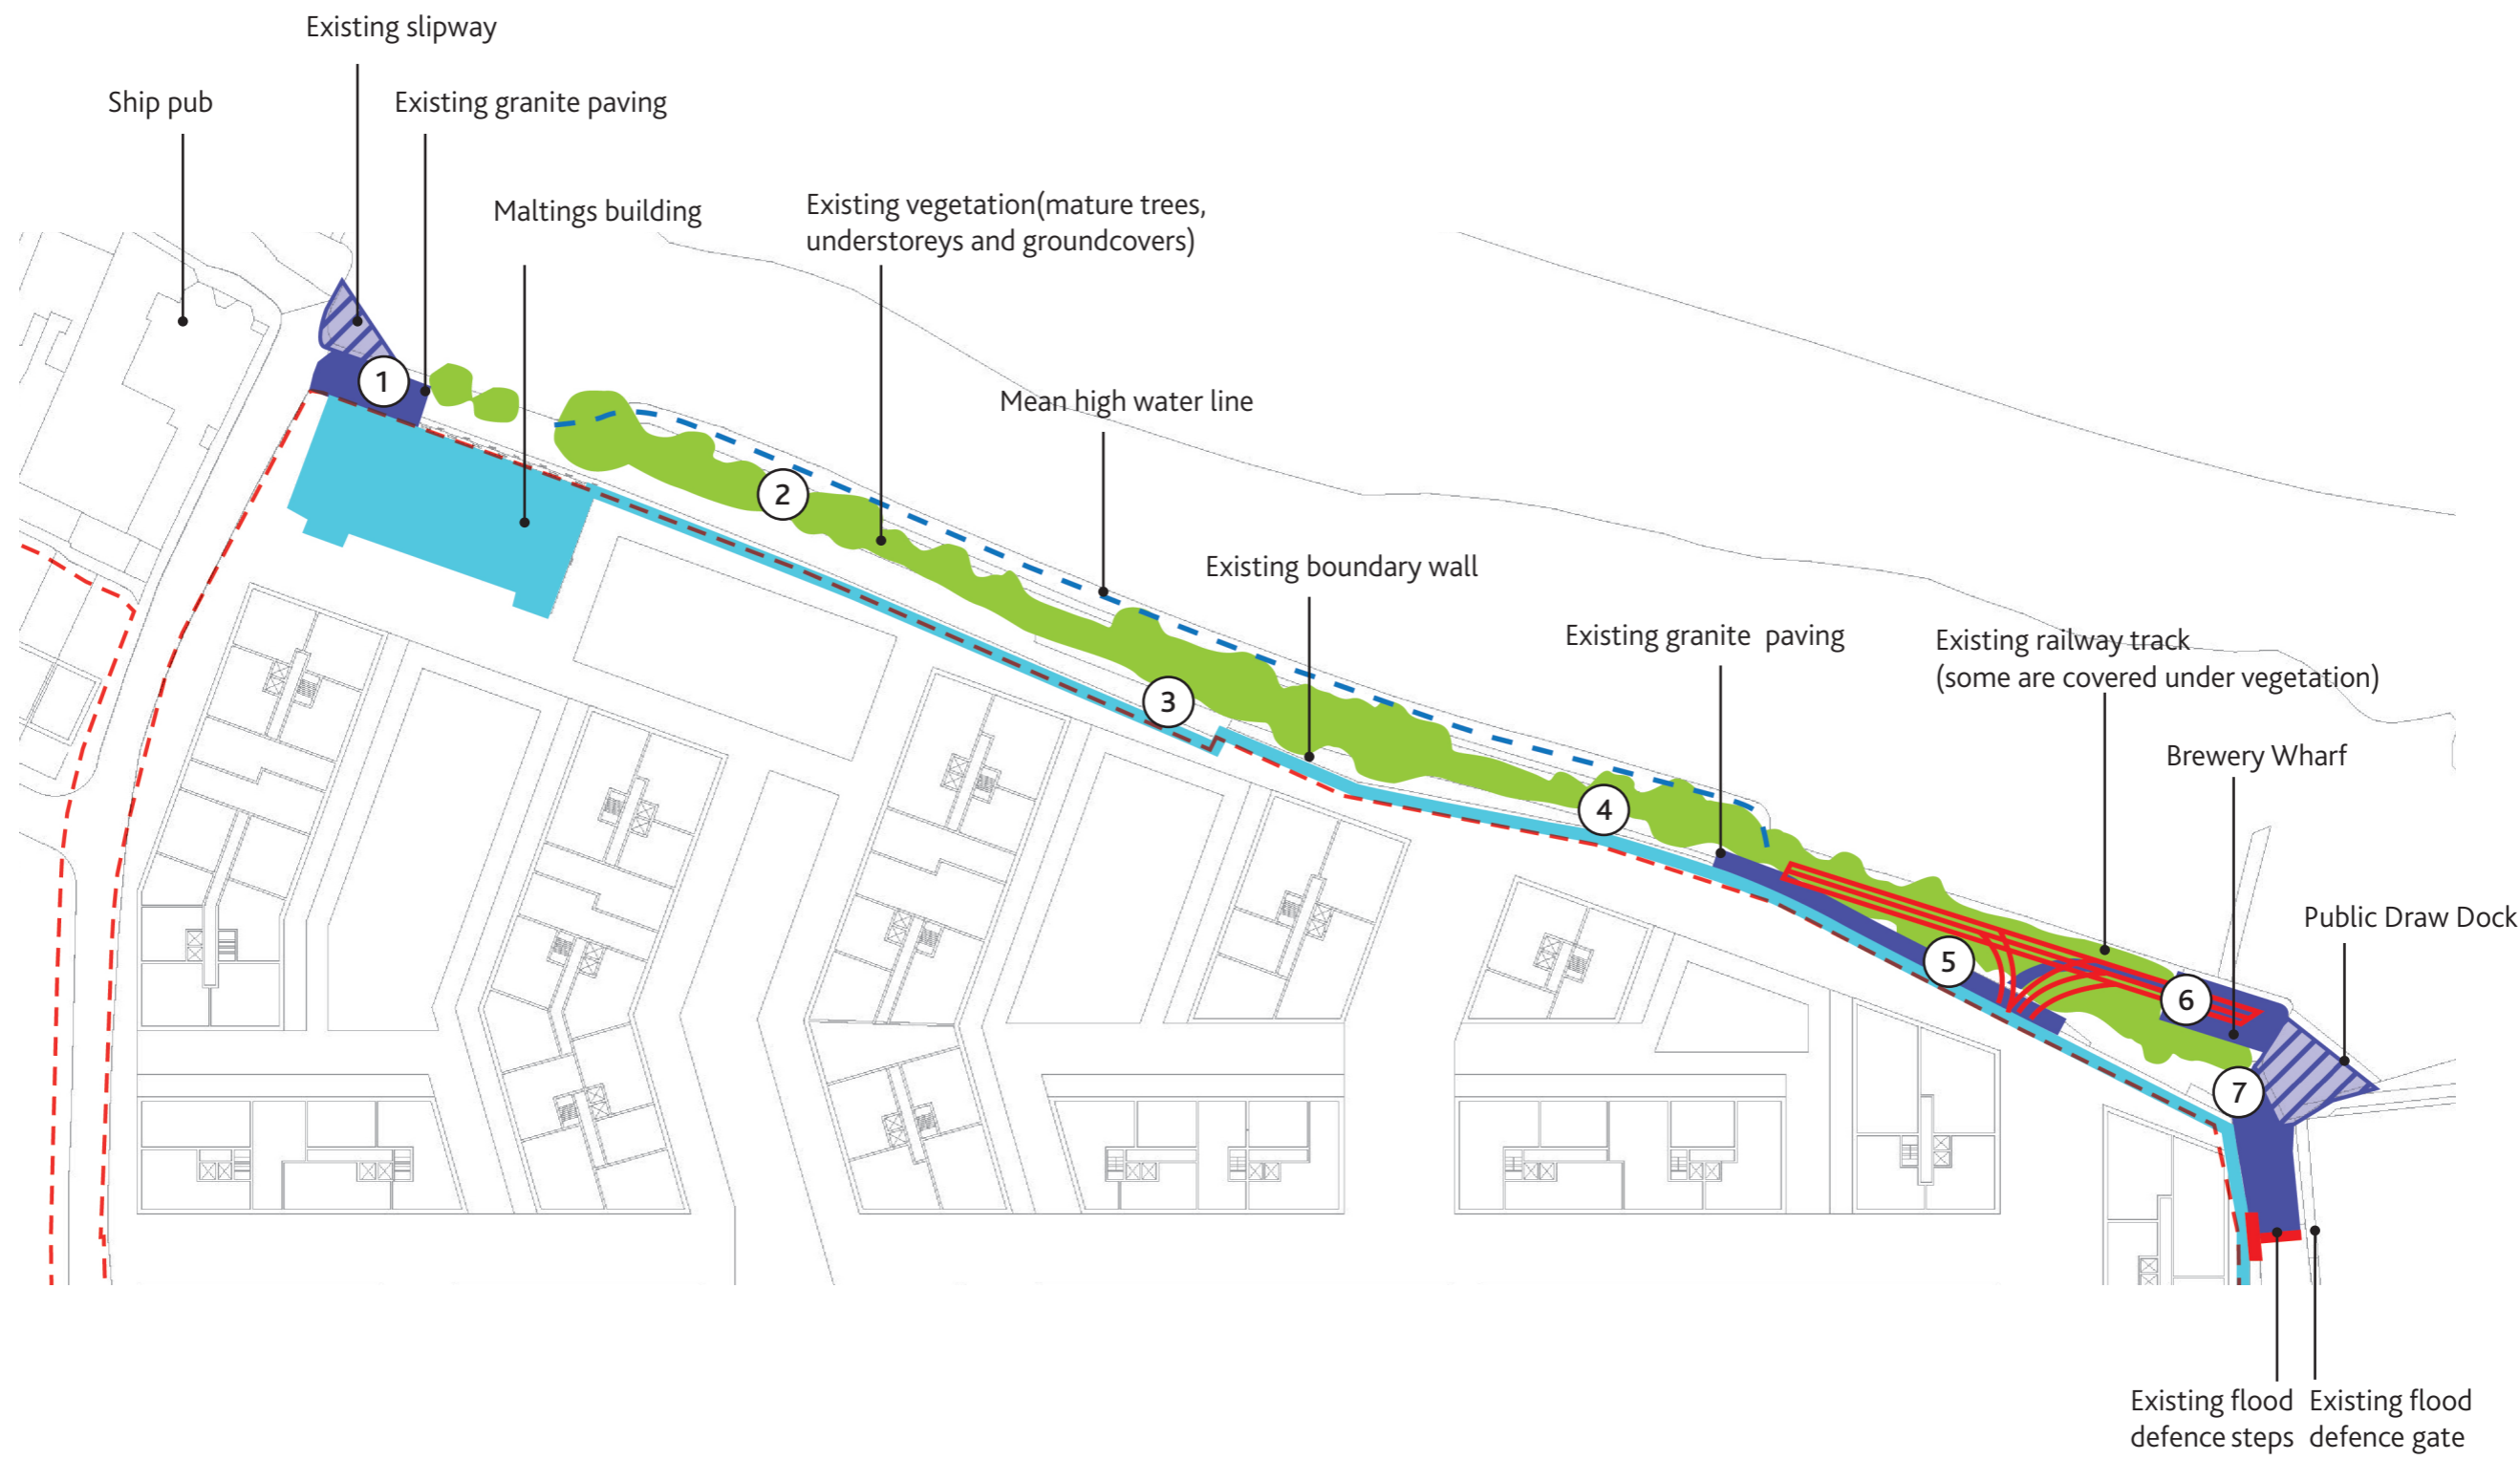 Existing slipway
Ship pub
Existing granite paving
Maltings building
Existing vegetation(mature trees,
understoreys and groundcovers)
Mean high water line
Existing boundary wall
Existing granite paving
Existing railway track
(some are covered under vegetation)
Brewery Wharf
Public Draw Dock
1
2
3
4
5
6
7
Existing flood
defence steps
Existing flood
defence gate